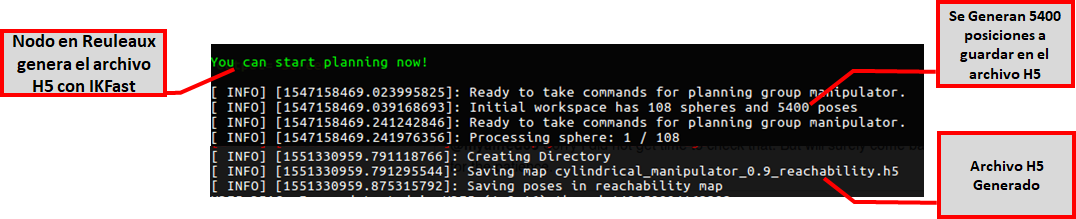 Nodo en Reuleaux
genera el archivo
H5 con IKFast
Se Generan 5400
posiciones a
guardar en el
archivo H5
You can start planning now!
[ INFO] [1547158469.023995825]: Ready to take commands for planning group manipulator.
[ INFO] [1547158469.039168693]: Initial workspace has 108 spheres and 5400 poses
[ INFO] [1547158469.241242846]: Ready to take commands for planning group manipulator.
[ INFO] [1547158469.241976356]: Processing sphere: 1 / 108
[ INFO] [1551330959.791118766]: Creating Directory
[ INFO] [1551330959.791295544]: Saving map cylindrical_manipulator_0.9_reachability.h5
[ INFO] [1551330959.875315792]: Saving poses in reachability map
Archivo H5
Generado